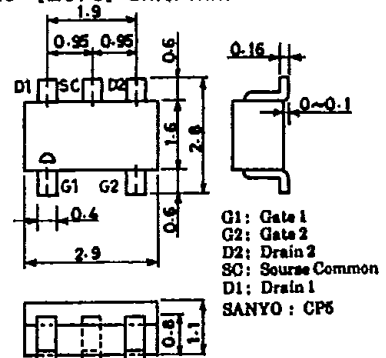 1.9
0.95 0.95
0.6
0.16
D1 SC D2
0~0.1
1.6
2.8
G1 G2
0.4
0.6
2.9
G1: Gate 1
G2: Gate 2
D2: Drain 2
SC: Sourse Common
D1: Drain 1
SANYO : CP5
0.8
1.1